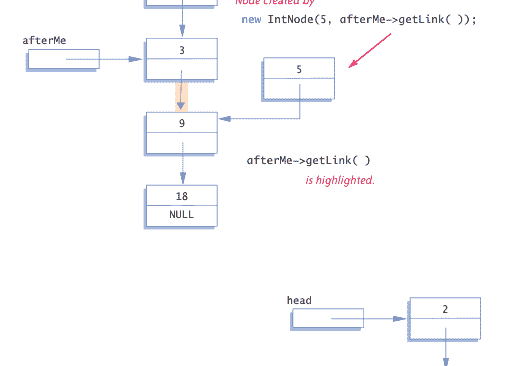 Node created by
new IntNode(5, afterMe->getLink( ));
afterMe
3
5
9
afterMe->getLink( )
is highlighted.
18
NULL
head
2